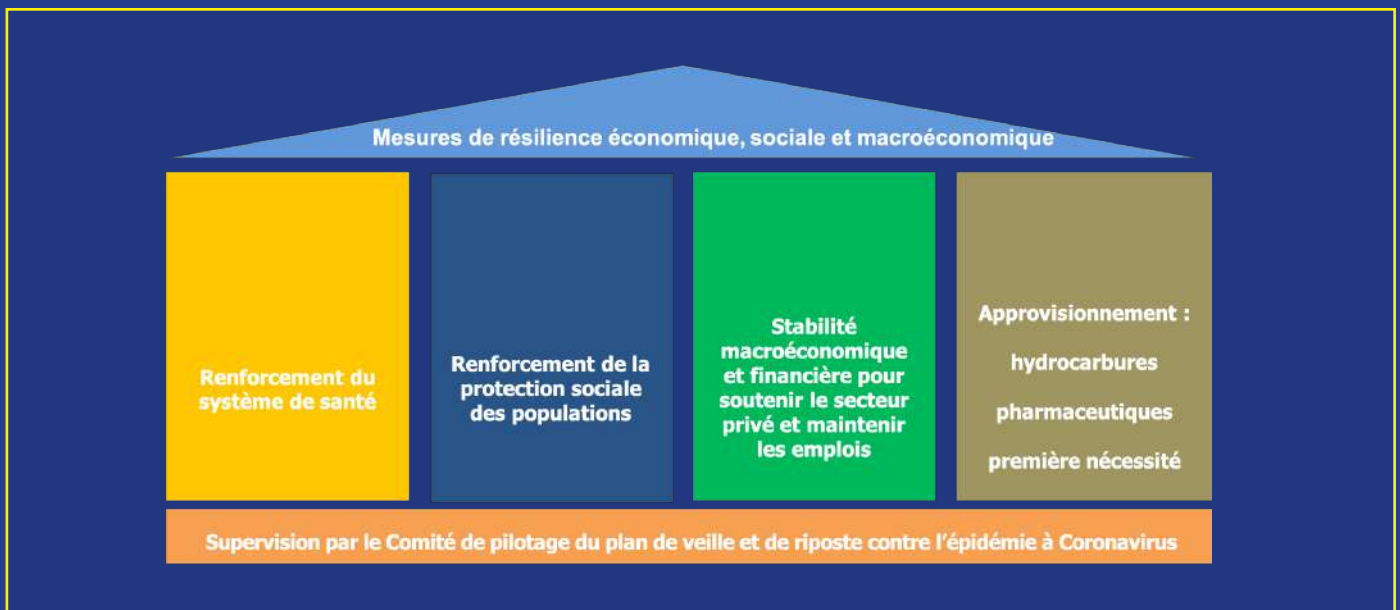 Mesures de résilience économique, sociale et macroéconomique
Renforcement du
système de santé
Renforcement de la
protection sociale
des populations
Stabilité
macroéconomique
et financière pour
soutenir le secteur
privé et maintenir
les emplois
Approvisionnement :
hydrocarbures
pharmaceutiques
première nécessité
Supervision par le Comité de pilotage du plan de veille et de riposte contre l’épidémie à Coronavirus